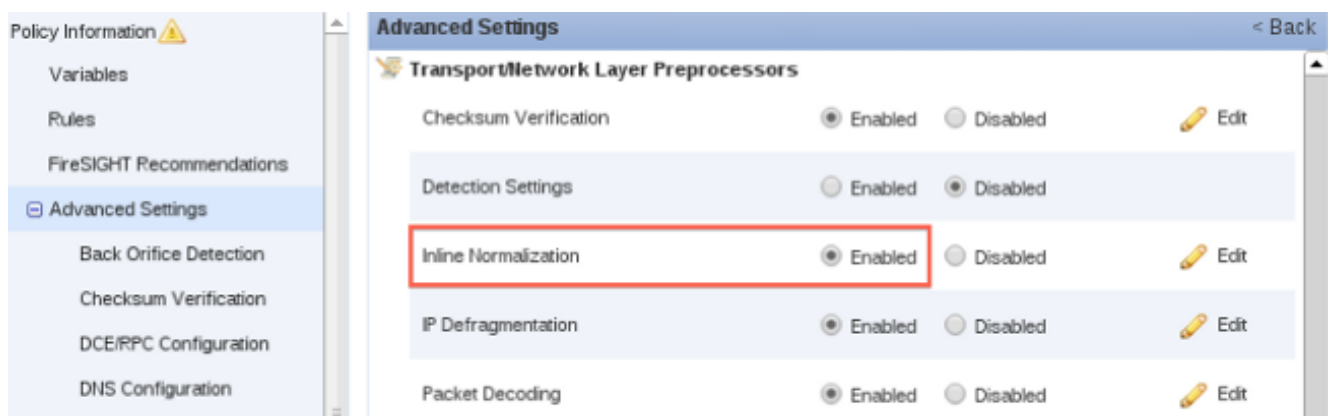 Policy Information
Variables
Rules
FireSIGHT Recommendations
Advanced Settings
Back Orifice Detection
Checksum Verification
DCE/RPC Configuration
DNS Configuration
Advanced Settings < Back
Transport/Network Layer Preprocessors
Checksum Verification Enabled Disabled Edit
Detection Settings Enabled Disabled
Inline Normalization Enabled Disabled Edit
IP Defragmentation Enabled Disabled Edit
Packet Decoding Enabled Disabled Edit